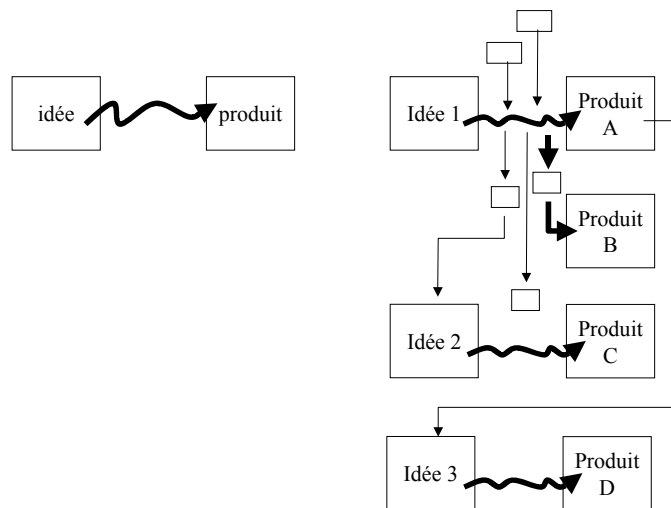 idée
produit
Idée 1
Produit
A
Produit
B
Idée 2
Produit
C
Idée 3
Produit
D